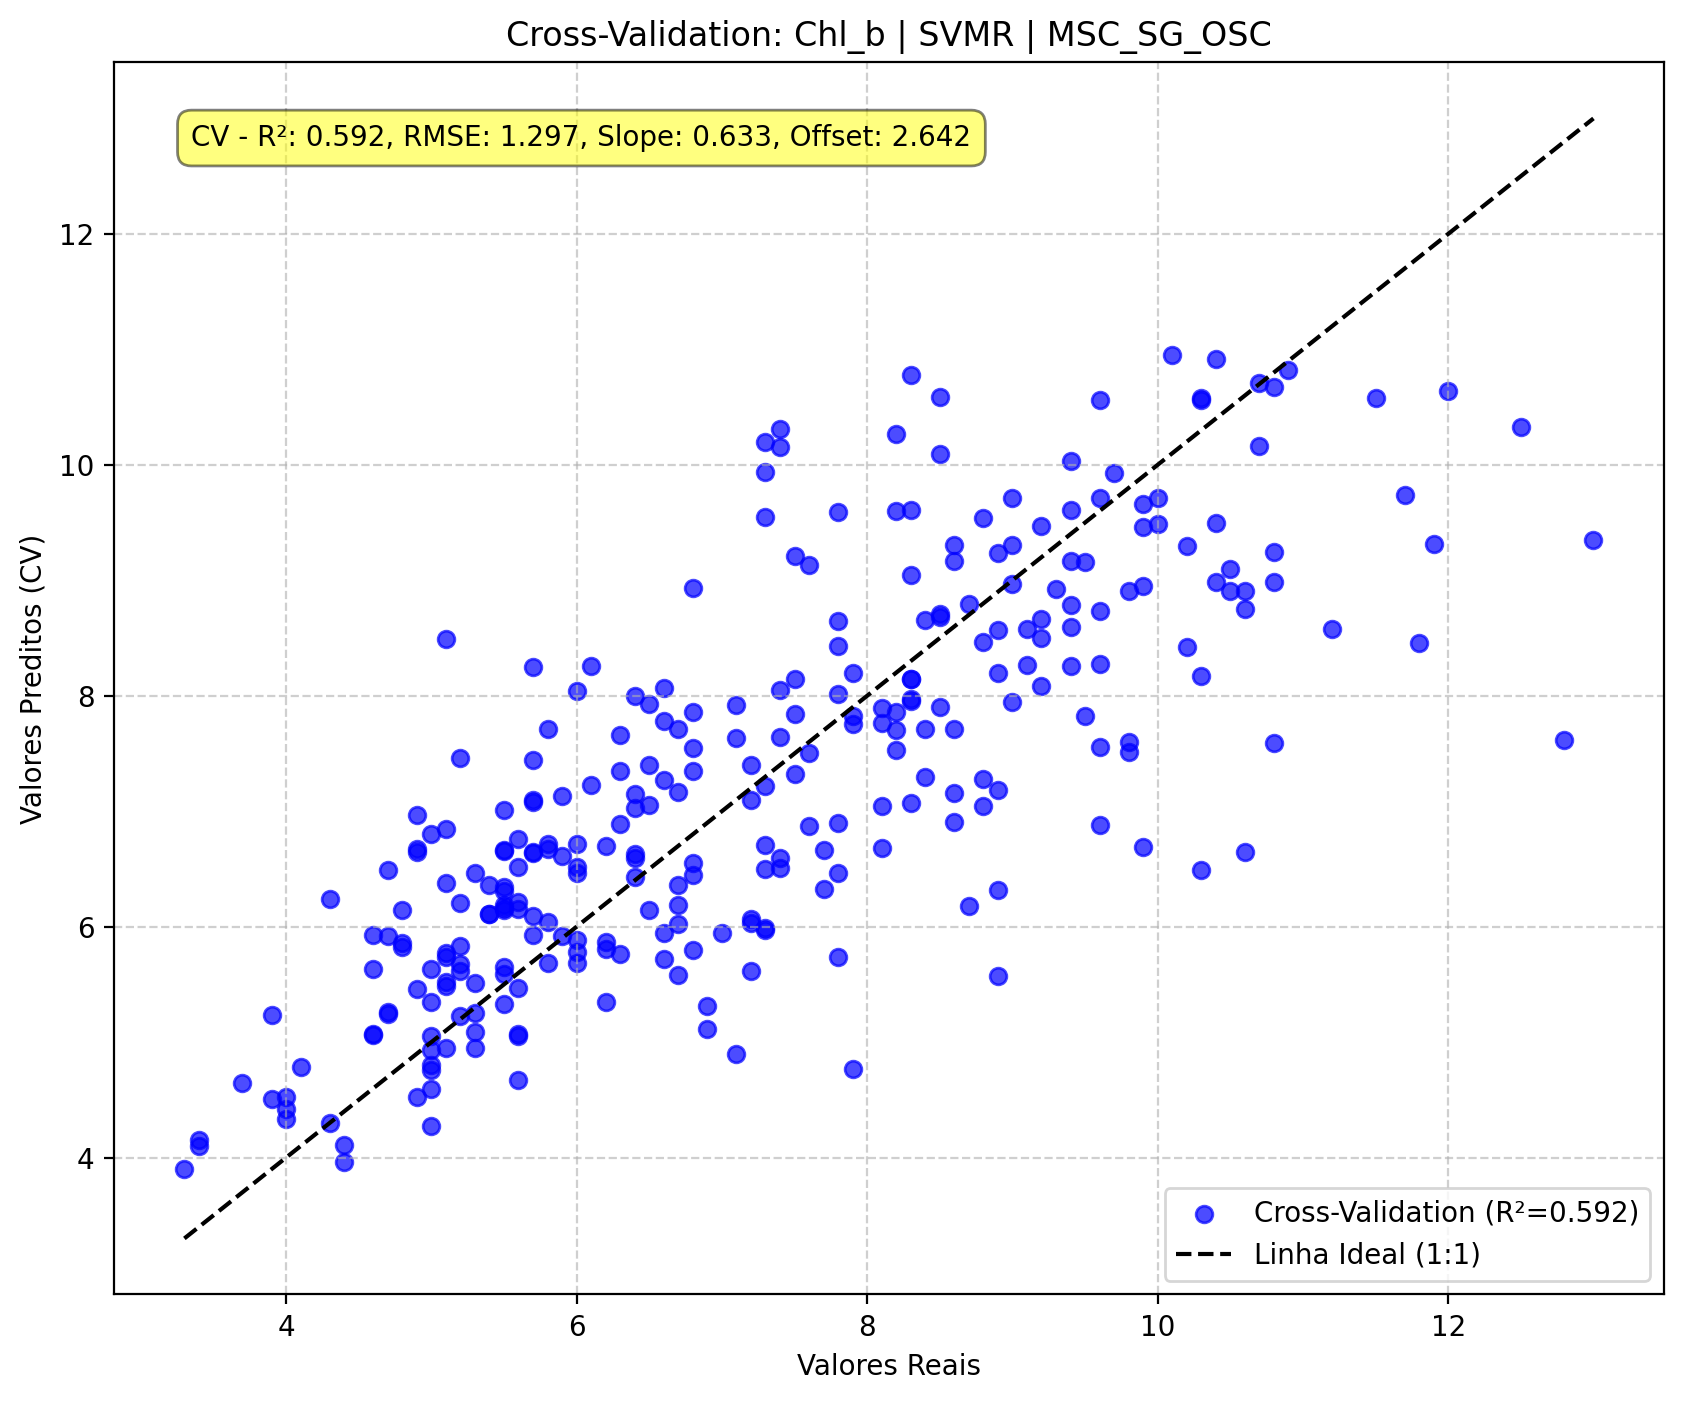 Cross-Validation: Chl_b | SVMR | MSC_SG_OSC
CV - R²: 0.592, RMSE: 1.297, Slope: 0.633, Offset: 2.642
12
10
8
6
4
Valores Preditos (CV)
Cross-Validation (R²=0.592)
Linha Ideal (1:1)
4 6 8 10 12
Valores Reais